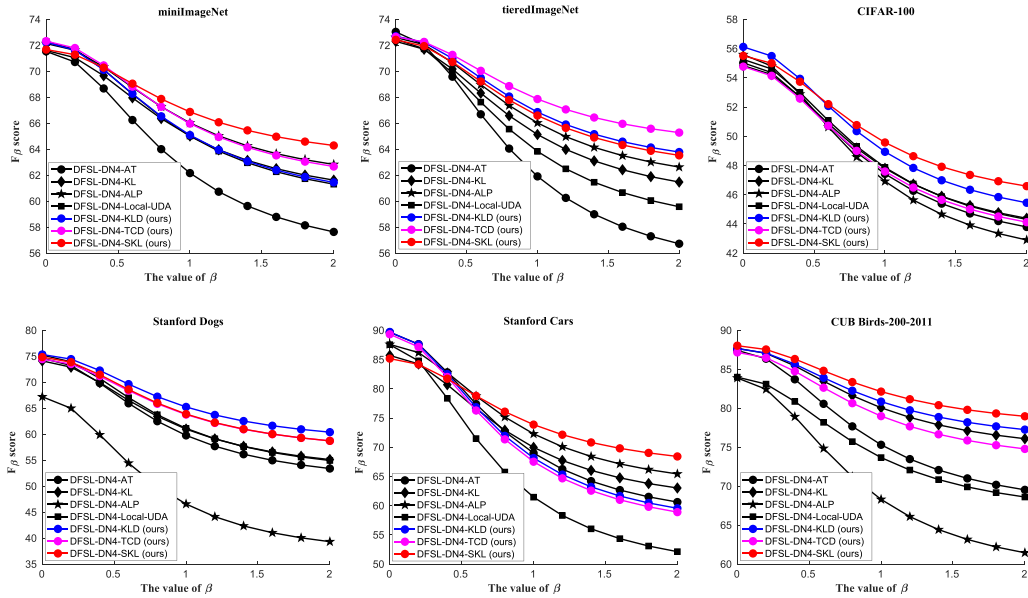 miniImageNet
74
72
70
68
66
64
62
60
58
56
F β score
DFSL-DN4-AT
DFSL-DN4-KL
DFSL-DN4-ALP
DFSL-DN4-Local-UDA
DFSL-DN4-KLD (ours)
DFSL-DN4-TCD (ours)
DFSL-DN4-SKL (ours)
0 0.5 1 1.5 2
The value of β
tieredImageNet
74
72
70
68
66
64
62
60
58
56
F β score
DFSL-DN4-AT
DFSL-DN4-KL
DFSL-DN4-ALP
DFSL-DN4-Local-UDA
DFSL-DN4-KLD (ours)
DFSL-DN4-TCD (ours)
DFSL-DN4-SKL (ours)
0 0.5 1 1.5 2
The value of β
CIFAR-100
58
56
54
52
50
48
46
44
42
F β score
DFSL-DN4-AT
DFSL-DN4-KL
DFSL-DN4-ALP
DFSL-DN4-Local-UDA
DFSL-DN4-KLD (ours)
DFSL-DN4-TCD (ours)
DFSL-DN4-SKL (ours)
0 0.5 1 1.5 2
The value of β
Stanford Dogs
80
75
70
65
60
55
50
45
40
35
F β score
DFSL-DN4-AT
DFSL-DN4-KL
DFSL-DN4-ALP
DFSL-DN4-Local-UDA
DFSL-DN4-KLD (ours)
DFSL-DN4-TCD (ours)
DFSL-DN4-SKL (ours)
0 0.5 1 1.5 2
The value of β
Stanford Cars
90
85
80
75
70
65
60
55
50
F β score
DFSL-DN4-AT
DFSL-DN4-KL
DFSL-DN4-ALP
DFSL-DN4-Local-UDA
DFSL-DN4-KLD (ours)
DFSL-DN4-TCD (ours)
DFSL-DN4-SKL (ours)
0 0.5 1 1.5 2
The value of β
CUB Birds-200-2011
90
85
80
75
70
65
60
F β score
DFSL-DN4-AT
DFSL-DN4-KL
DFSL-DN4-ALP
DFSL-DN4-Local-UDA
DFSL-DN4-KLD (ours)
DFSL-DN4-TCD (ours)
DFSL-DN4-SKL (ours)
0 0.5 1 1.5 2
The value of β